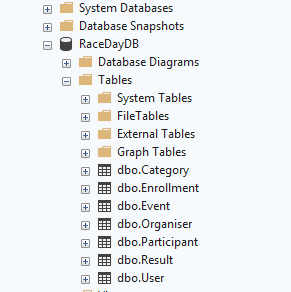 System Databases
Database Snapshots
RaceDayDB
Database Diagrams
Tables
System Tables
FileTables
External Tables
Graph Tables
dbo.Category
dbo.Enrollment
dbo.Event
dbo.Organiser
dbo.Participant
dbo.Result
dbo.User